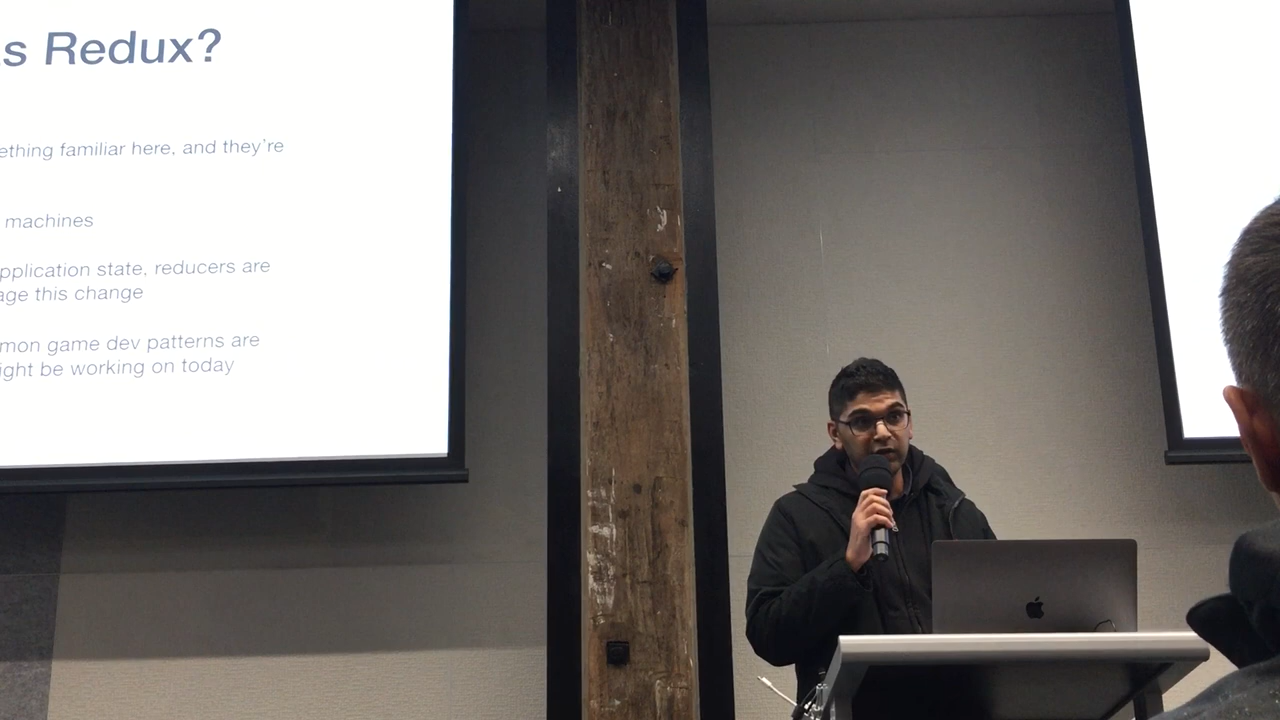 s Redux?
ething familiar here, and they're
machines
pplication state, reducers are
age this change
mon game dev patterns are
ight be working on today